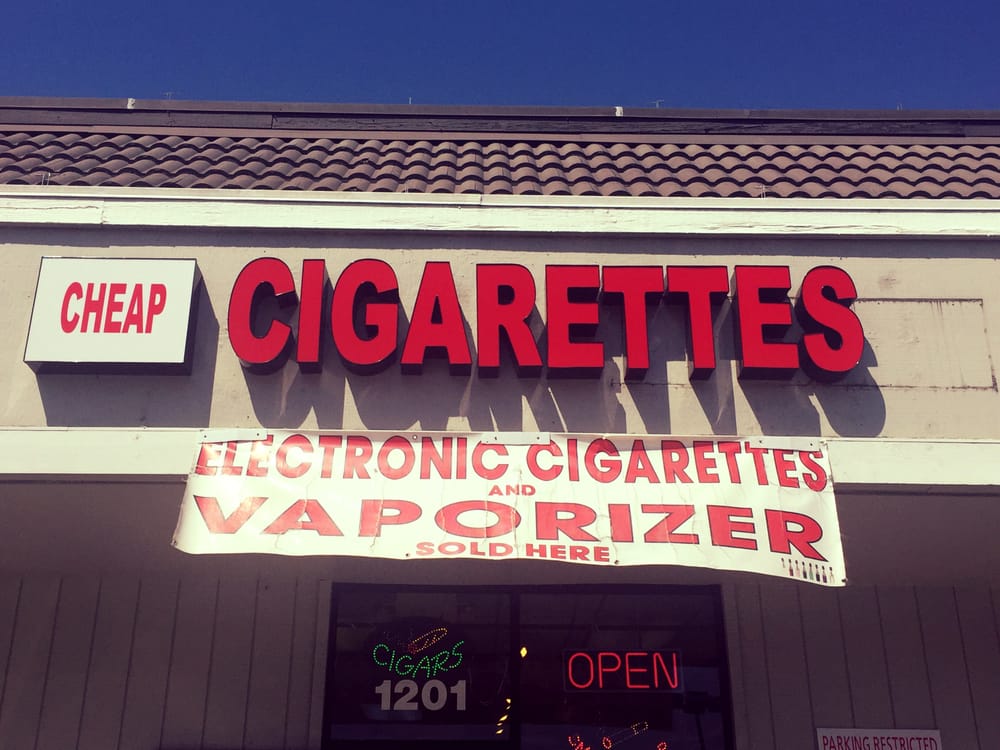 CHEAP
CIGARETTES
ELECTRONIC CIGARETTES
AND
VAPORIZER
SOLD HERE
CIGARS
1201
OPEN
PARKING RESTRICTED